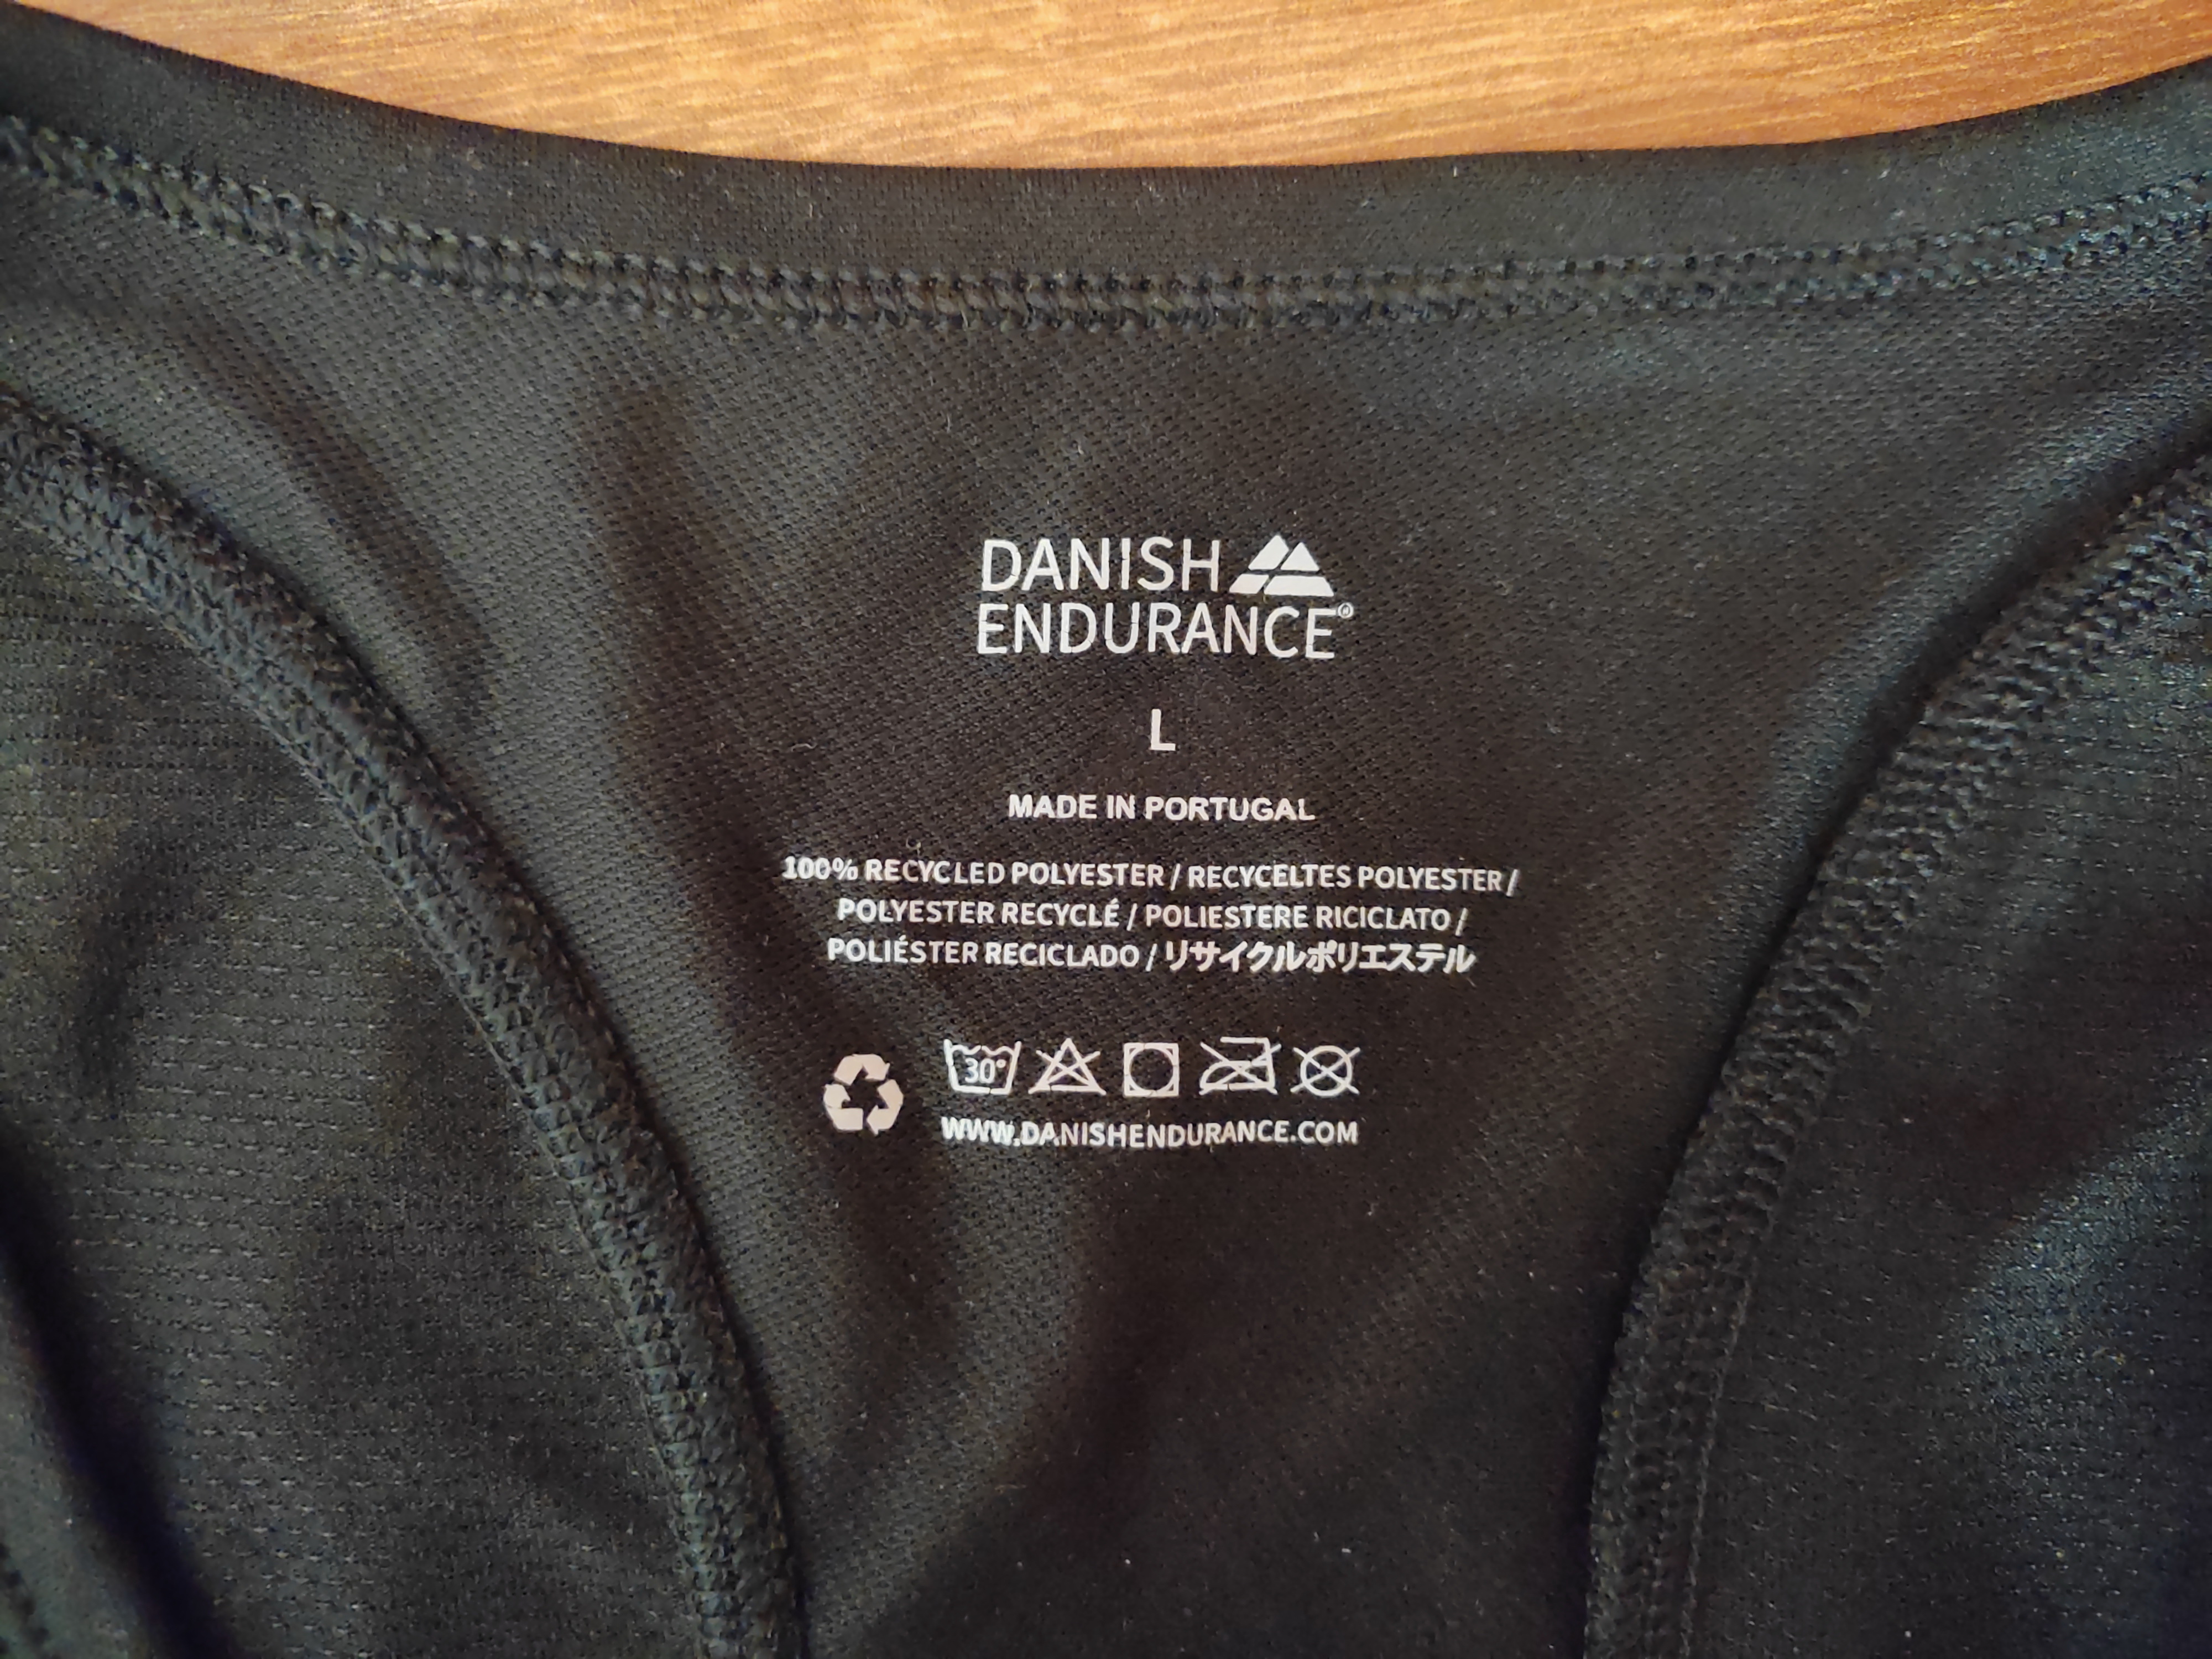 DANISH
ENDURANCE®
L
MADE IN PORTUGAL
100% RECYCLED POLYESTER / RECYCELTES POLYESTER /
POLYESTER RECYCLÉ / POLIESTERE RICICLATO /
POLIÉSTER RECICLADO / リサイクルポリエステル
30°
WWW.DANISHENDURANCE.COM